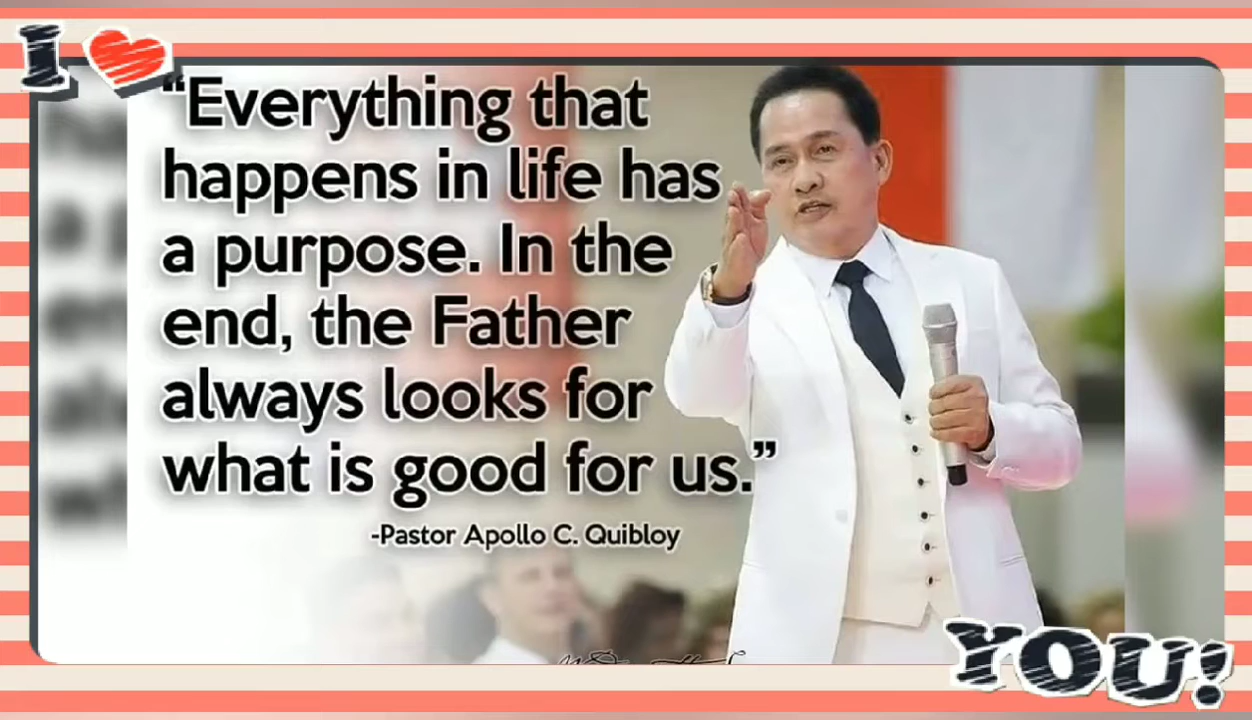 I
“Everything that
happens in life has
a purpose. In the
end, the Father
always looks for
what is good for us.”
-Pastor Apollo C. Quibloy
YOU!